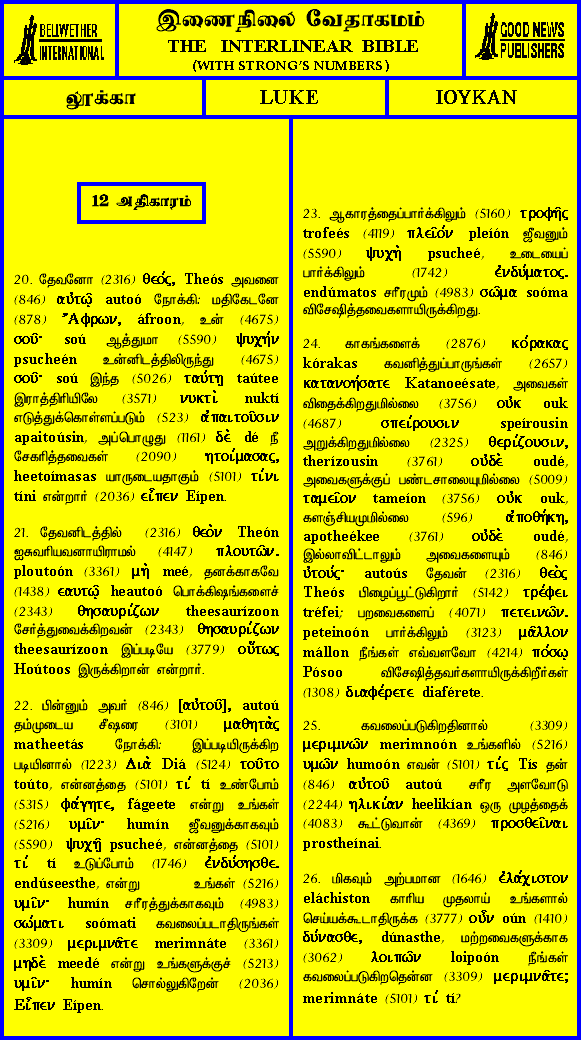 BELLWETHER
INTERNATIONAL
இணைநிலை வேதாகமம்
THE INTERLINEAR BIBLE
(WITH STRONG'S NUMBERS)
GOOD NEWS
PUBLISHERS
லூக்கா
LUKE
ΙΟΥΚΑΝ
12 அதிகாரம்
20. தேவனோ (2316) θεός, Theós அவனை
(846) αὐτῷ autoó நோக்கி: மதிகேடனே
(878) Ἄφρων, áfroon, உன் (4675)
σοῦ· soú ஆத்துமா (5590) ψυχήν
psucheén உன்னிடத்திலிருந்து (4675)
σοῦ· soú இந்த (5026) ταύτῃ taútee
இராத்திரியிலே (3571) νυκτὶ nuktí
எடுத்துக்கொள்ளப்படும் (523) ἀπαιτοῦσιν
apaitoúsin, அப்பொழுது (1161) δὲ dé நீ
சேகரித்தவைகள் (2090) ητοίμασας,
heetoímasas யாருடையதாகும் (5101) τίνι
tíni என்றார் (2036) εἶπεν Eípen.
21. தேவனிடத்தில் (2316) θεὸν Theón
ஐசுவரியவனாயிராமல் (4147) πλουτῶν.
ploutoón (3361) μὴ meé, தனக்காகவே
(1438) εαυτῷ heautoó பொக்கிஷங்களைச்
(2343) θησαυρίζων theesaurízoon
சேர்த்துவைக்கிறவன் (2343) θησαυρίζων
theesaurízoon இப்படியே (3779) οὕτως
Hoútoos இருக்கிறான் என்றார்.
22. பின்னும் அவர் (846) [αὐτοῦ], autoú
தம்முடைய சீஷரை (3101) μαθητὰς
matheetás நோக்கி: இப்படியிருக்கிற
படியினால் (1223) Διὰ Diá (5124) τοῦτο
toúto, என்னத்தை (5101) τί tí உண்போம்
(5315) φάγητε, fágeete என்று உங்கள்
(5216) υμῖν· humín ஜீவனுக்காகவும்
(5590) ψυχῇ psucheé, என்னத்தை (5101)
τί tí உடுப்போம் (1746) ἐνδύσησθε.
endúseesthe, என்று உங்கள் (5216)
υμῖν· humín சரீரத்துக்காகவும் (4983)
σώματι soómati கவலைப்படாதிருங்கள்
(3309) μεριμνᾶτε merimnáte (3361)
μηδὲ meedé என்று உங்களுக்குச் (5213)
υμῖν· humín சொல்லுகிறேன் (2036)
Εἶπεν Eípen.
23. ஆகாரத்தைப்பார்க்கிலும் (5160) τροφῆς
trofeés (4119) πλεῖόν pleíón ஜீவனும்
(5590) ψυχὴ psucheé, உடையைப்
பார்க்கிலும் (1742) ἐνδύματος.
endúmatos சரீரமும் (4983) σῶμα soóma
விசேஷித்தவைகளாயிருக்கிறது.
24. காகங்களைக் (2876) κόρακας
kórakas கவனித்துப்பாருங்கள் (2657)
κατανοήσατε Katanoeésate, அவைகள்
விதைக்கிறதுமில்லை (3756) οὐκ ouk
(4687) σπείρουσιν speírousin
அறுக்கிறதுமில்லை (2325) θερίζουσιν,
therízousin (3761) οὐδὲ oudé,
அவைகளுக்குப் பண்டசாலையுமில்லை (5009)
ταμεῖον tameíon (3756) οὐκ ouk,
களஞ்சியமுமில்லை (596) ἀποθήκη,
apotheékee (3761) οὐδὲ oudé,
இல்லாவிட்டாலும் அவைகளையும் (846)
ὐτούς· autoús தேவன் (2316) θεὸς
Theós பிழைப்பூட்டுகிறார் (5142) τρέφει
tréfei; பறவைகளைப் (4071) πετεινῶν.
peteinoón பார்க்கிலும் (3123) μᾶλλον
mállon நீங்கள் எவ்வளவோ (4214) πόσῳ
Pósoo விசேஷித்தவர்களாயிருக்கிறீர்கள்
(1308) διαφέρετε diaférete.
25. கவலைப்படுகிறதினால் (3309)
μεριμνῶν merimnoón உங்களில் (5216)
υμῶν humoón எவன் (5101) τίς Tís தன்
(846) αὐτοῦ autoú சரீர அளவோடு
(2244) ηλικίαν heelikían ஒரு முழத்தைக்
(4083) கூட்டுவான் (4369) προσθεῖναι
prostheínai.
26. மிகவும் அற்பமான (1646) ἐλάχιστον
eláchiston காரிய முதலாய் உங்களால்
செய்யக்கூடாதிருக்க (3777) οὖν oún (1410)
δύνασθε, dúnasthe, மற்றவைகளுக்காக
(3062) λοιπῶν loipoón நீங்கள்
கவலைப்படுகிறதென்ன (3309) μεριμνᾶτε;
merimnáte (5101) τί tí?